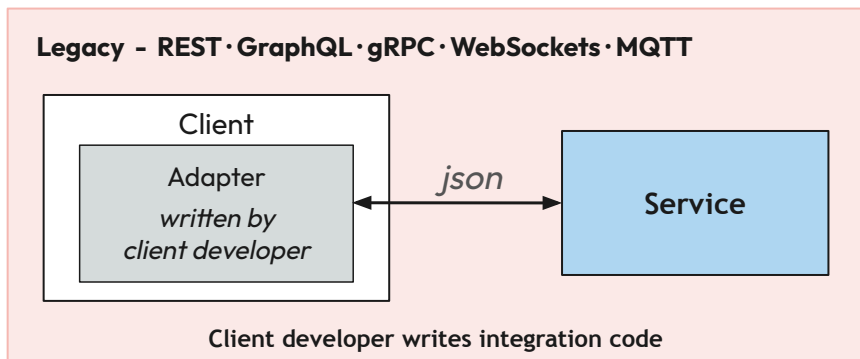 Legacy - REST·GraphQL·gRPC·WebSockets·MQTT
Client
Adapter
written by
client developer
json
Service
Client developer writes integration code